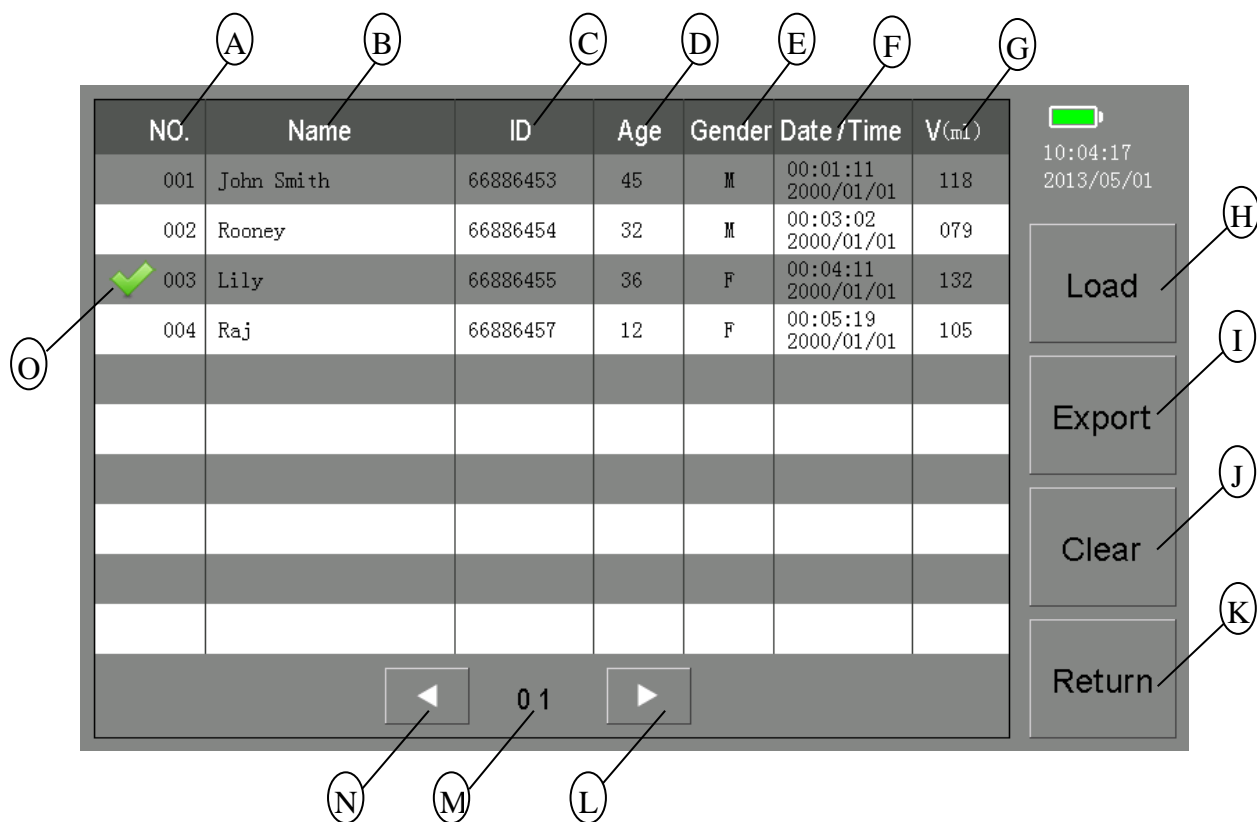 A B C D E F G
NO. Name ID Age Gender Date/Time V(ml)
10:04:17
2013/05/01
001 John Smith 66886453 45 M 00:01:11 2000/01/01 118
002 Rooney 66886454 32 M 00:03:02 2000/01/01 079
003 Lily 66886455 36 F 00:04:11 2000/01/01 132
004 Raj 66886457 12 F 00:05:19 2000/01/01 105
H
Load
O
I
Export
J
Clear
K
Return
01
N M L